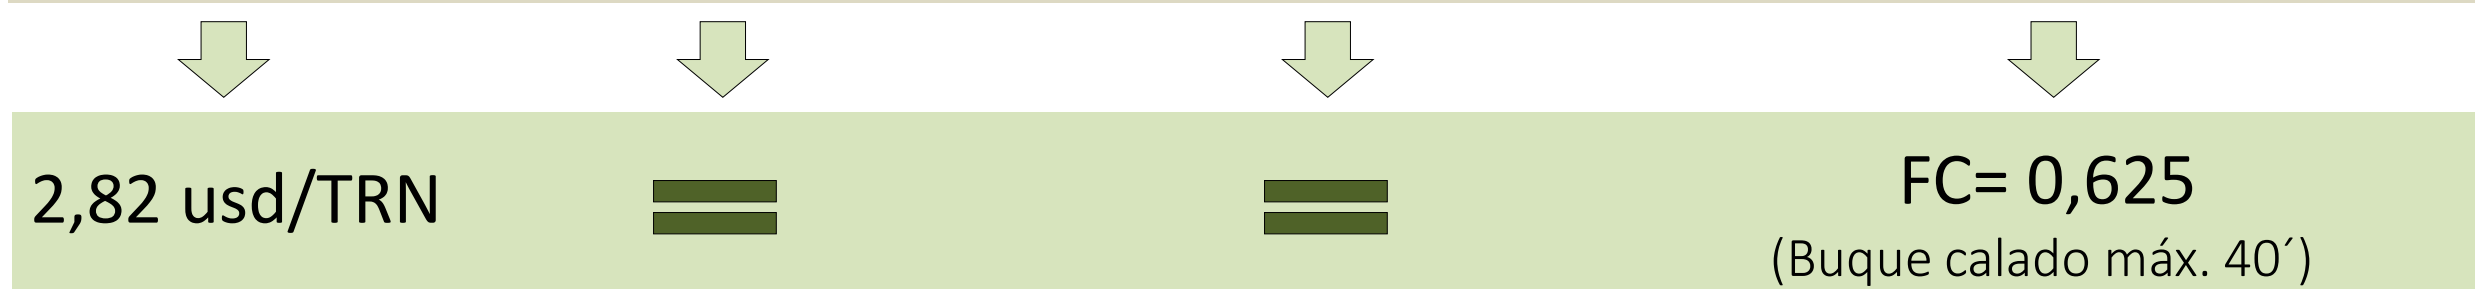 2,82 usd/TRN
FC= 0,625
(Buque calado máx. 40´)